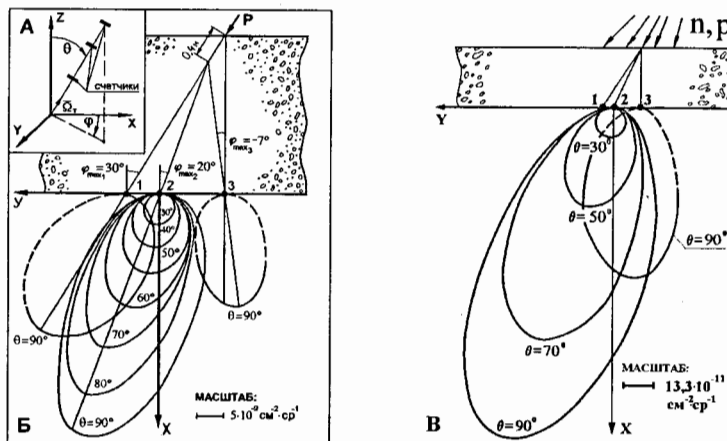 А
Z
θ
счетчики
Ω̄т
X
Y
φ
P
0,4м
φmax₁=30°
φmax₂=20°
φmax₃=-7°
У
1
2
3
30°
40°
50°
60°
70°
80°
θ=90°
θ=90°
θ=90°
МАСШТАБ:
5·10⁻⁹ см⁻²·ср⁻¹
Б
X
n,p
Y
1
2
3
θ=30°
θ=50°
θ=90°
θ=70°
θ=90°
МАСШТАБ:
13,3·10⁻¹¹
см⁻²ср⁻¹
В
X